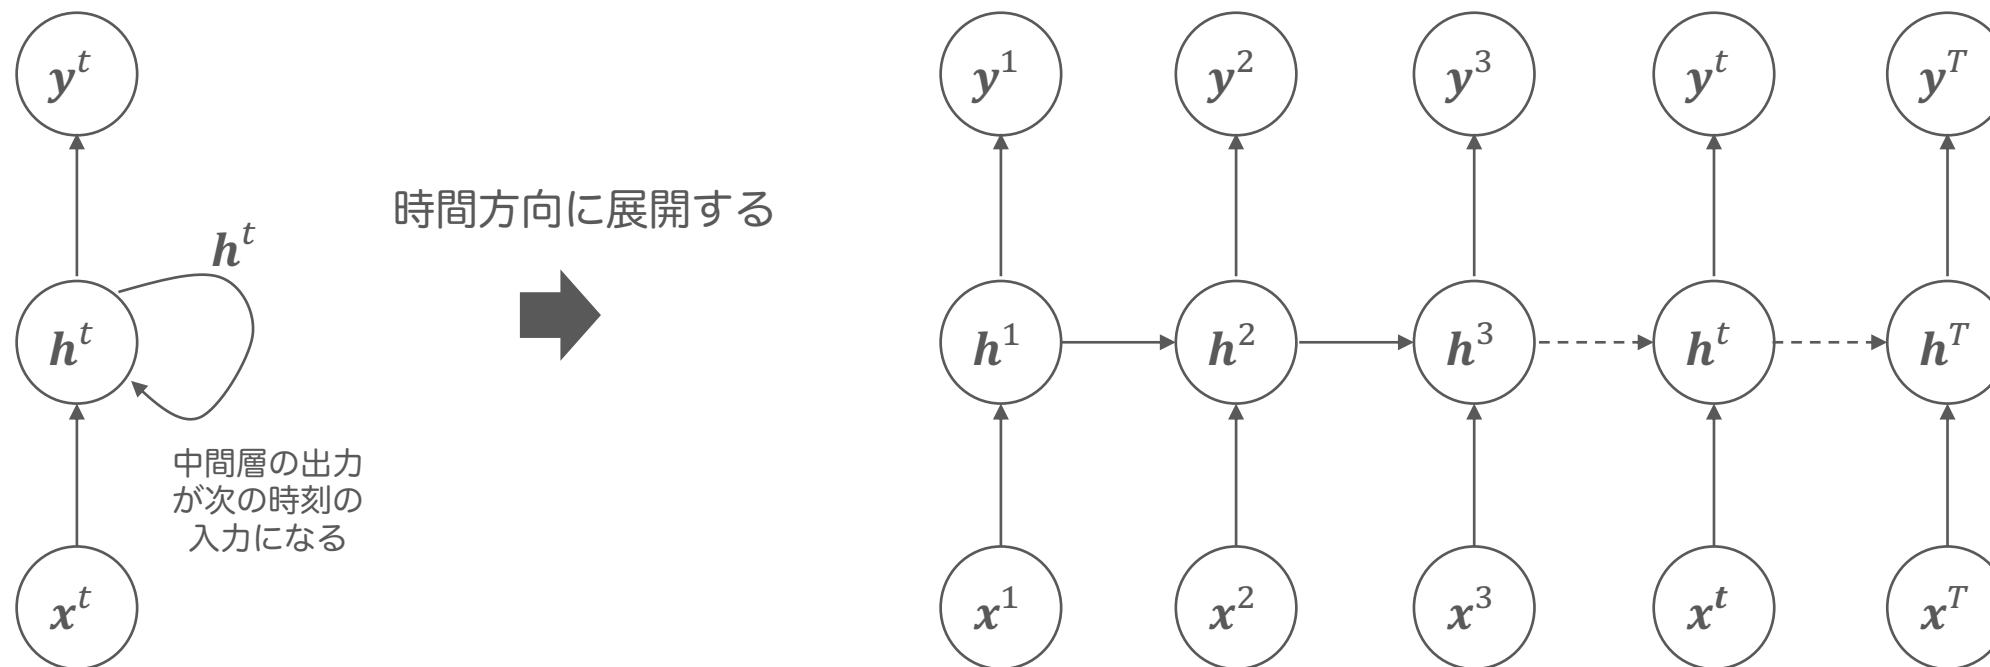 y^t
h^t
h^t
中間層の出力
が次の時刻の
入力になる
x^t
時間方向に展開する
y^1 y^2 y^3 y^t y^T
h^1 h^2 h^3 h^t h^T
x^1 x^2 x^3 x^t x^T